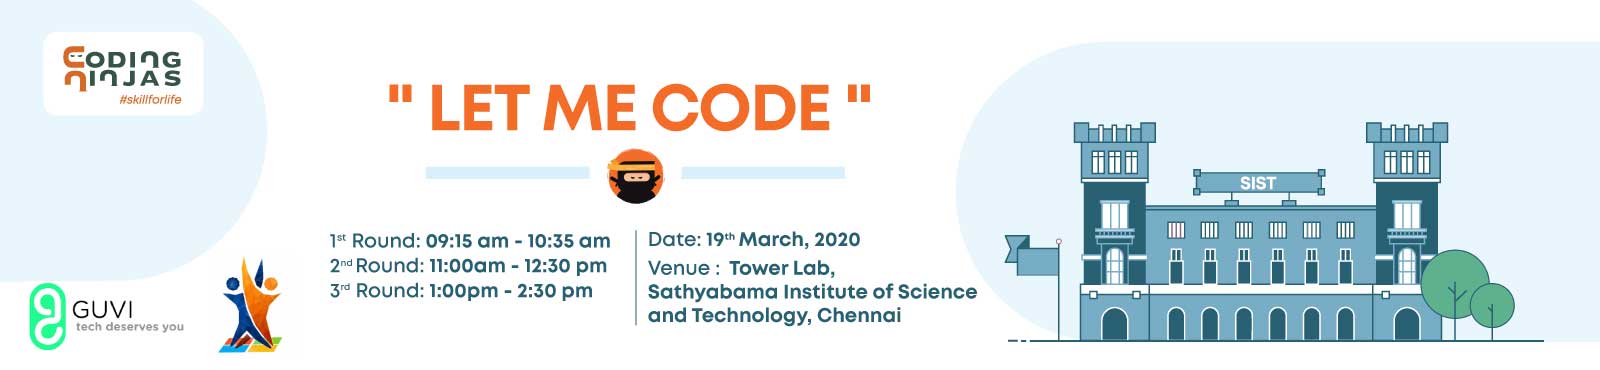 CODING
NINJAS
#skillforlife
" LET ME CODE "
1st Round: 09:15 am - 10:35 am
2nd Round: 11:00am - 12:30 pm
3rd Round: 1:00pm - 2:30 pm
Date: 19th March, 2020
Venue : Tower Lab,
Sathyabama Institute of Science
and Technology, Chennai
GUVI
tech deserves you
SIST